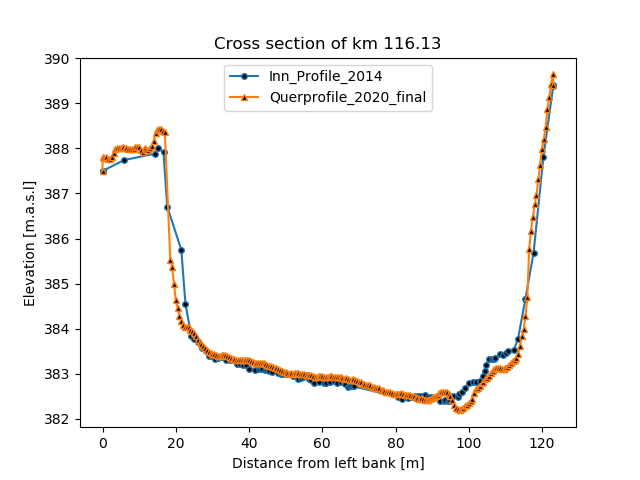 Cross section of km 116.13
Inn_Profile_2014
Querprofile_2020_final
390
389
388
387
386
385
384
383
382
Elevation [m.a.s.l]
0 20 40 60 80 100 120
Distance from left bank [m]